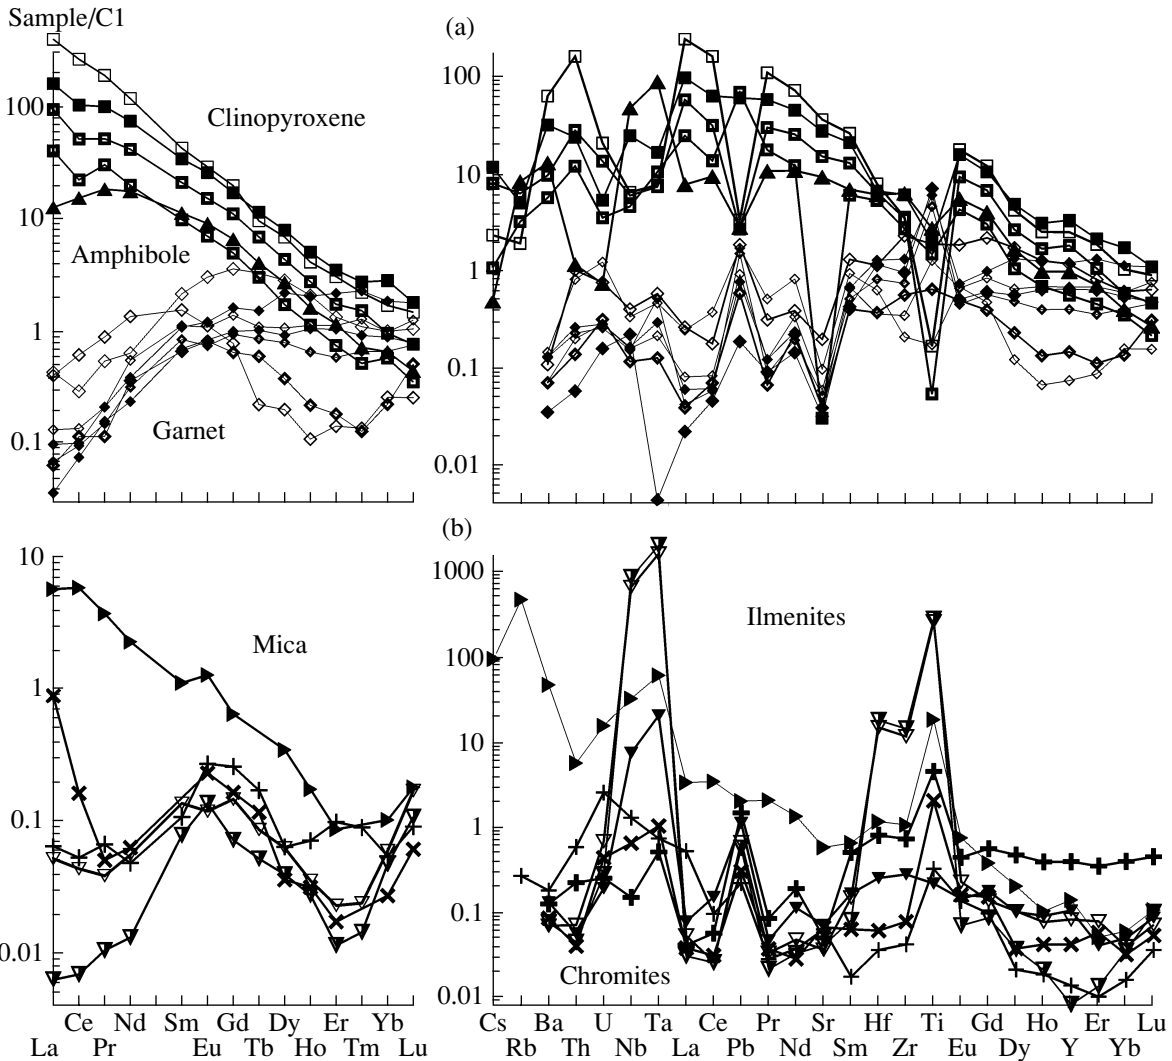 Sample/C1
(a)
100
10
1
0.1
Clinopyroxene
Amphibole
Garnet
100
10
1
0.1
0.01
(b)
10
1
0.1
0.01
Mica
1000
100
10
1
0.1
0.01
Ilmenites
Chromites
Ce Nd Sm Gd Dy Er Yb
La Pr Eu Tb Ho Tm Lu
Cs Ba U Ta Ce Pr Sr Hf Ti Gd Ho Er Lu
Rb Th Nb La Pb Nd Sm Zr Eu Dy Y Yb